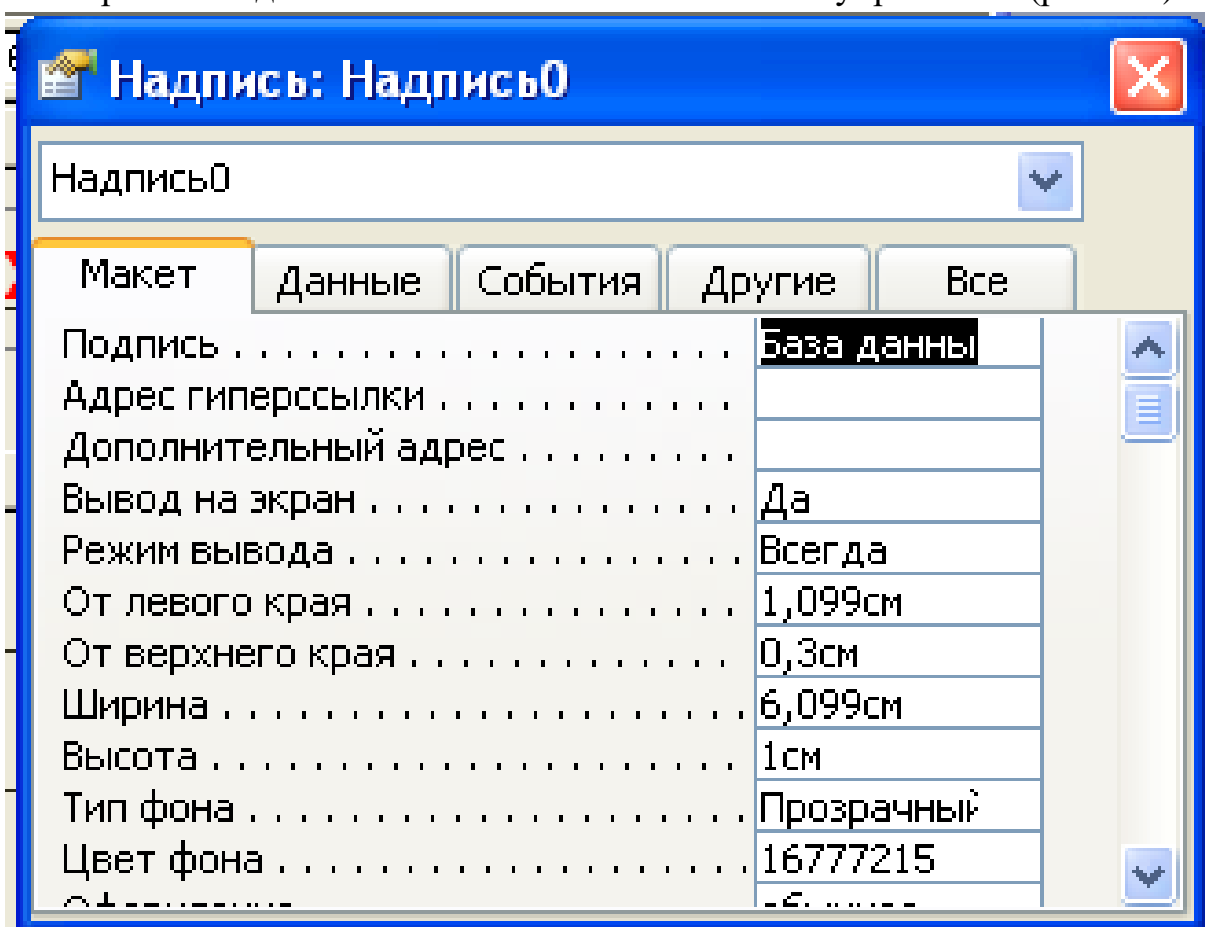 Надпись: Надпись0
Надпись0
Макет Данные События Другие Все
Подпись . . . . . . . . . . . . . . . . . . . . . База данны
Адрес гиперссылки . . . . . . . . . . . .
Дополнительный адрес . . . . . . . . .
Вывод на экран . . . . . . . . . . . . . . . Да
Режим вывода . . . . . . . . . . . . . . . . Всегда
От левого края . . . . . . . . . . . . . . . 1,099см
От верхнего края . . . . . . . . . . . . . 0,3см
Ширина . . . . . . . . . . . . . . . . . . . . . 6,099см
Высота . . . . . . . . . . . . . . . . . . . . . 1см
Тип фона . . . . . . . . . . . . . . . . . . . . Прозрачный
Цвет фона . . . . . . . . . . . . . . . . . . . 16777215